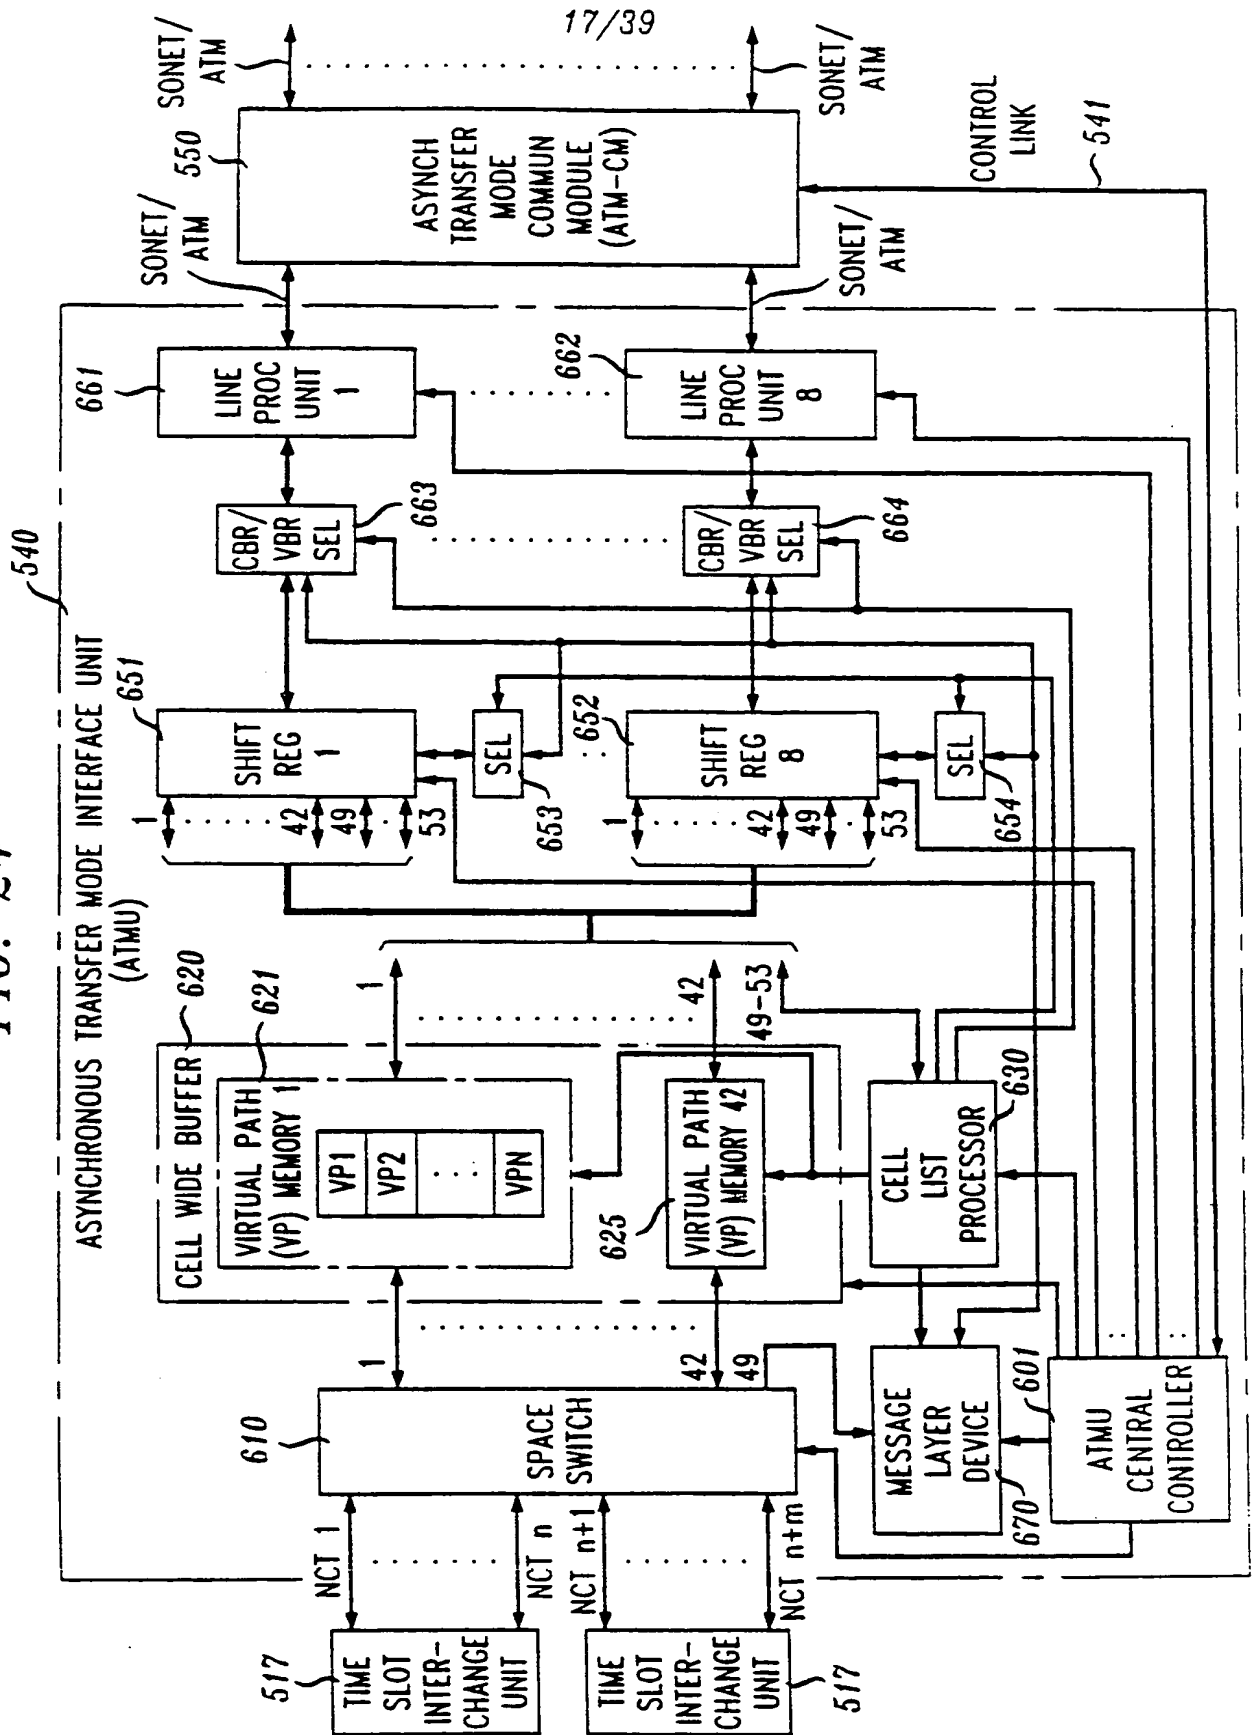 17/39
ASYNCHRONOUS TRANSFER MODE INTERFACE UNIT
(ATMU)
540
TIME
SLOT
INTER-
CHANGE
UNIT
517
TIME
SLOT
INTER-
CHANGE
UNIT
517
NCT 1
NCT n
NCT n+1
NCT n+m
SPACE
SWITCH
610
1
42
49
CELL WIDE BUFFER
620
VIRTUAL PATH
(VP) MEMORY 1
621
VP1
VP2
VPN
VIRTUAL PATH
(VP) MEMORY 42
625
1
42
49-53
CELL
LIST
PROCESSOR
630
MESSAGE
LAYER
DEVICE
670
ATMU
CENTRAL
CONTROLLER
601
1
42
49
53
SHIFT
REG
1
651
SEL
653
1
42
49
53
SHIFT
REG
8
652
SEL
654
CBR/
VBR
SEL
663
CBR/
VBR
SEL
664
LINE
PROC
UNIT
1
661
LINE
PROC
UNIT
8
662
SONET/
ATM
SONET/
ATM
ASYNCH
TRANSFER
MODE
COMMUN
MODULE
(ATM-CM)
550
SONET/
ATM
SONET/
ATM
CONTROL
LINK
541